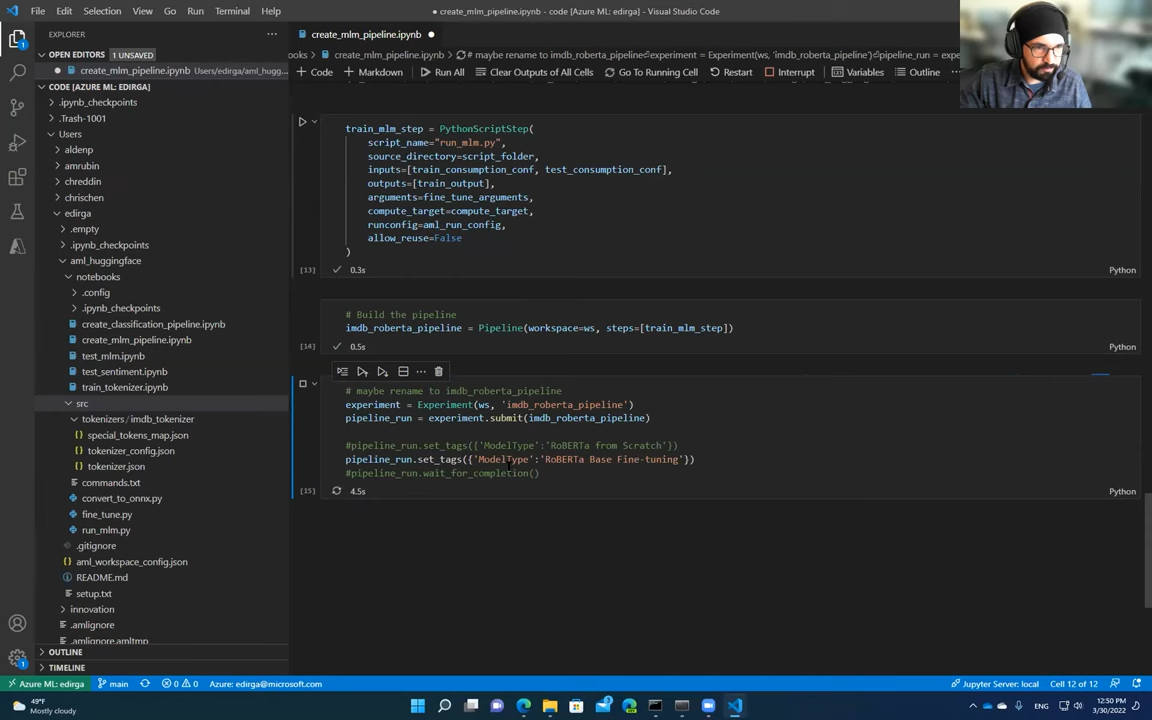 File Edit Selection View Go Run Terminal Help
● create_mlm_pipeline.ipynb - code [Azure ML: edirga] - Visual Studio Code
EXPLORER
OPEN EDITORS 1 UNSAVED
create_mlm_pipeline.ipynb Users/edirga/aml_hugg...
CODE [AZURE ML: EDIRGA]
.ipynb_checkpoints
.Trash-1001
Users
aldenp
amrubin
chreddin
chrischen
edirga
.empty
.ipynb_checkpoints
aml_huggingface
notebooks
.config
.ipynb_checkpoints
create_classification_pipeline.ipynb
create_mlm_pipeline.ipynb
test_mlm.ipynb
test_sentiment.ipynb
train_tokenizer.ipynb
src
tokenizers / imdb_tokenizer
special_tokens_map.json
tokenizer_config.json
tokenizer.json
commands.txt
convert_to_onnx.py
fine_tune.py
run_mlm.py
.gitignore
aml_workspace_config.json
README.md
setup.txt
innovation
.amlignore
.amlignore.amltmp
OUTLINE
TIMELINE
create_mlm_pipeline.ipynb ●
books > create_mlm_pipeline.ipynb > # maybe rename to imdb_roberta_pipeline⏎experiment = Experiment(ws, 'imdb_roberta_pipeline')⏎pipeline_run = exp
+ Code + Markdown Run All Clear Outputs of All Cells Go To Running Cell Restart Interrupt Variables Outline ...
train_mlm_step = PythonScriptStep(
script_name="run_mlm.py",
source_directory=script_folder,
inputs=[train_consumption_conf, test_consumption_conf],
outputs=[train_output],
arguments=fine_tune_arguments,
compute_target=compute_target,
runconfig=aml_run_config,
allow_reuse=False
)
[13] 0.3s Python
# Build the pipeline
imdb_roberta_pipeline = Pipeline(workspace=ws, steps=[train_mlm_step])
[14] 0.5s Python
# maybe rename to imdb_roberta_pipeline
experiment = Experiment(ws, 'imdb_roberta_pipeline')
pipeline_run = experiment.submit(imdb_roberta_pipeline)
#pipeline_run.set_tags({'ModelType':'RoBERTa from Scratch'})
pipeline_run.set_tags({'ModelType':'RoBERTa Base Fine-tuning'})
#pipeline_run.wait_for_completion()
[15] 4.5s Python
Azure ML: edirga main 0 0 Azure: edirga@microsoft.com Jupyter Server: local Cell 12 of 12
49°F
Mostly cloudy
ENG
12:50 PM
3/30/2022